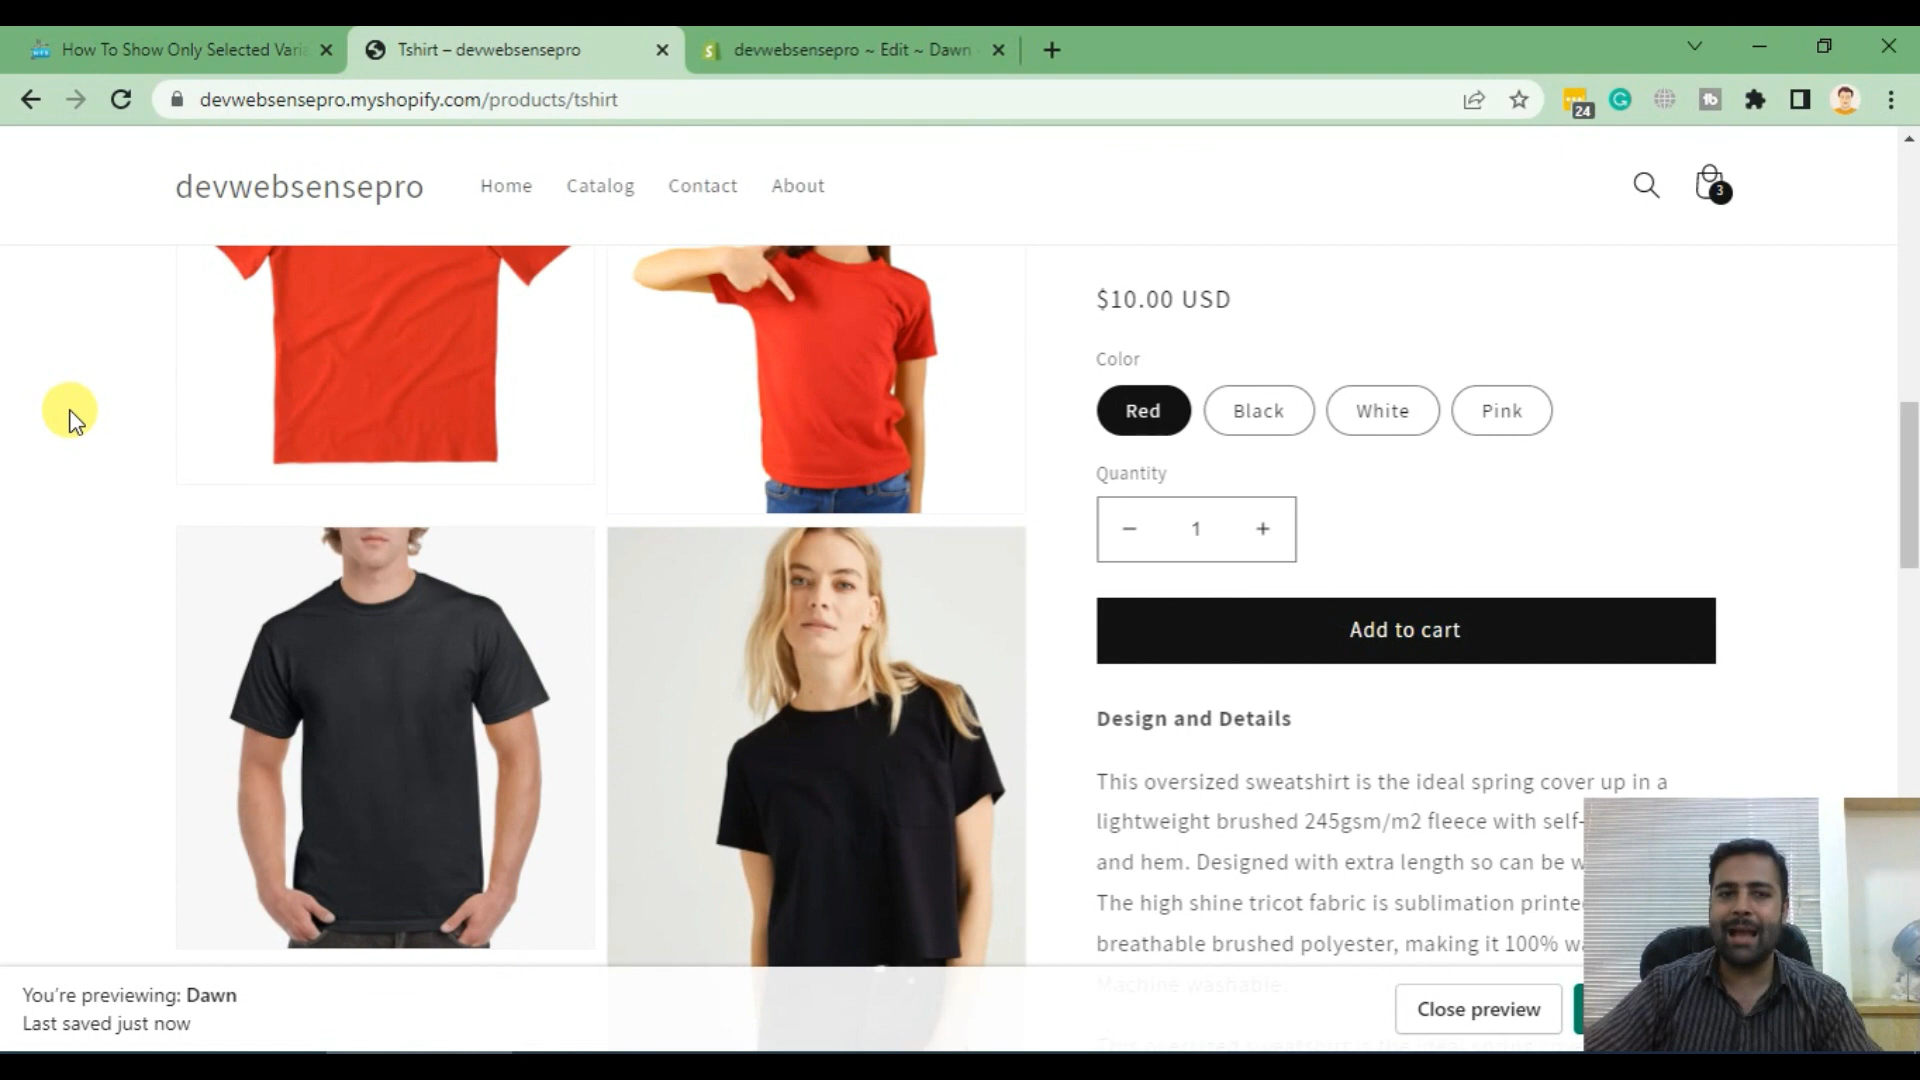 How To Show Only Selected Varia
Tshirt – devwebsensepro
devwebsensepro ~ Edit ~ Dawn
devwebsensepro.myshopify.com/products/tshirt
24
devwebsensepro
Home
Catalog
Contact
About
3
$10.00 USD
Color
Red
Black
White
Pink
Quantity
1
Add to cart
Design and Details
This oversized sweatshirt is the ideal spring cover up in a
lightweight brushed 245gsm/m2 fleece with self-
and hem. Designed with extra length so can be w
The high shine tricot fabric is sublimation printe
breathable brushed polyester, making it 100% w
Machine washable.
You're previewing: Dawn
Last saved just now
Close preview